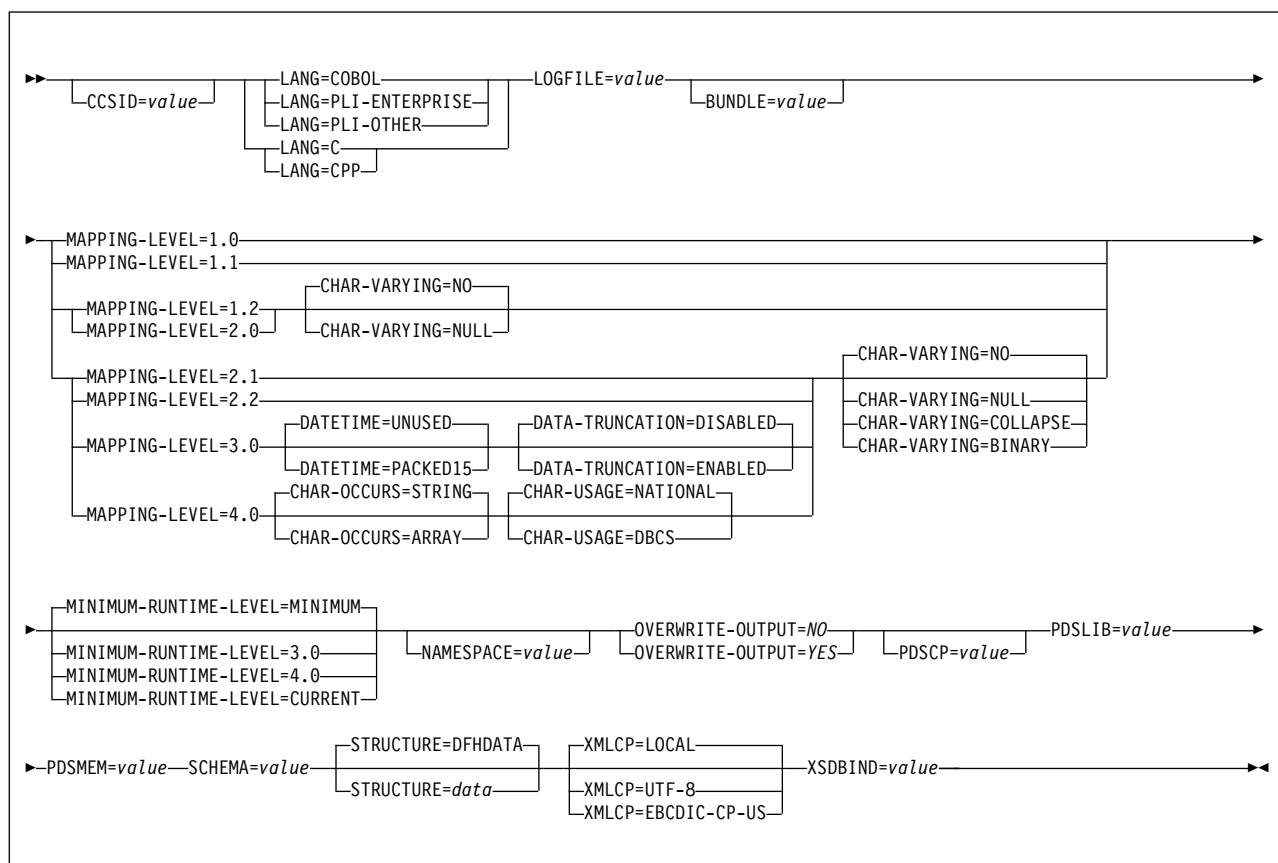 LANG=COBOL LOGFILE=value
CCSID=value LANG=PLI-ENTERPRISE BUNDLE=value
LANG=PLI-OTHER
LANG=C
LANG=CPP
MAPPING-LEVEL=1.0
MAPPING-LEVEL=1.1
CHAR-VARYING=NO
MAPPING-LEVEL=1.2
MAPPING-LEVEL=2.0 CHAR-VARYING=NULL
CHAR-VARYING=NO
MAPPING-LEVEL=2.1
MAPPING-LEVEL=2.2 CHAR-VARYING=NULL
DATETIME=UNUSED DATA-TRUNCATION=DISABLED CHAR-VARYING=COLLAPSE
MAPPING-LEVEL=3.0 CHAR-VARYING=BINARY
DATETIME=PACKED15 DATA-TRUNCATION=ENABLED
CHAR-OCCURS=STRING CHAR-USAGE=NATIONAL
MAPPING-LEVEL=4.0
CHAR-OCCURS=ARRAY CHAR-USAGE=DBCS
MINIMUM-RUNTIME-LEVEL=MINIMUM
OVERWRITE-OUTPUT=NO PDSLIB=value
MINIMUM-RUNTIME-LEVEL=3.0 NAMESPACE=value OVERWRITE-OUTPUT=YES PDSCP=value
MINIMUM-RUNTIME-LEVEL=4.0
MINIMUM-RUNTIME-LEVEL=CURRENT
STRUCTURE=DFHDATA XMLCP=LOCAL
PDSMEM=value SCHEMA=value XSDBIND=value
STRUCTURE=data XMLCP=UTF-8
XMLCP=EBCDIC-CP-US